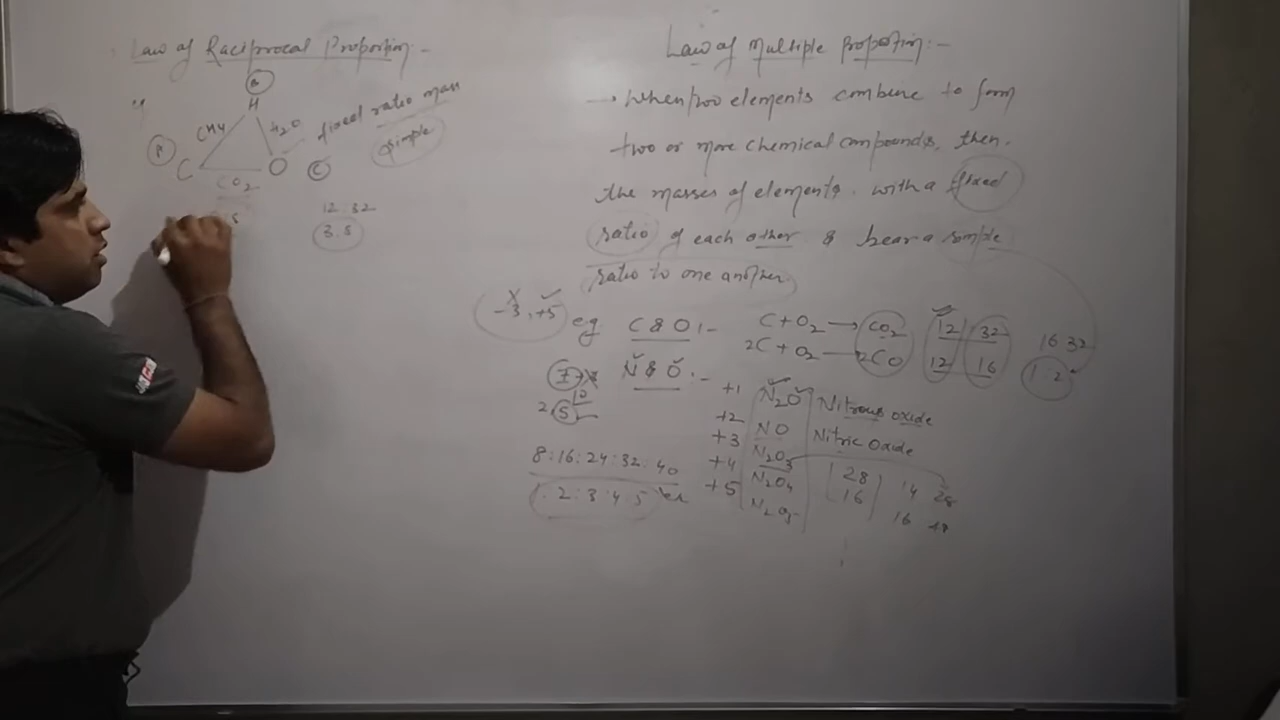 Law of Raciprocal Proportion:-
eg
B
H
CH4
H2O
fixed ratio mass
simple
A
C
O
C
CO2
12:32
3:8
Law of Multiple Proportion:-
→ When two elements combine to form
two or more chemical compounds, then.
the masses of elements. with a fixed
ratio of each other & bear a simple
ratio to one another.
-3, +5
eg C & O:-
C + O2 → CO2
12 32
16 32
2C + O2 → 2CO
12 16
1 2
N & O:-
+1 N2O Nitrous oxide
+2 NO Nitric Oxide
+3 N2O3
+4 N2O4
+5 N2O5
28
16
14 28
16 48
8:16:24:32:40
1 2:3:4:5